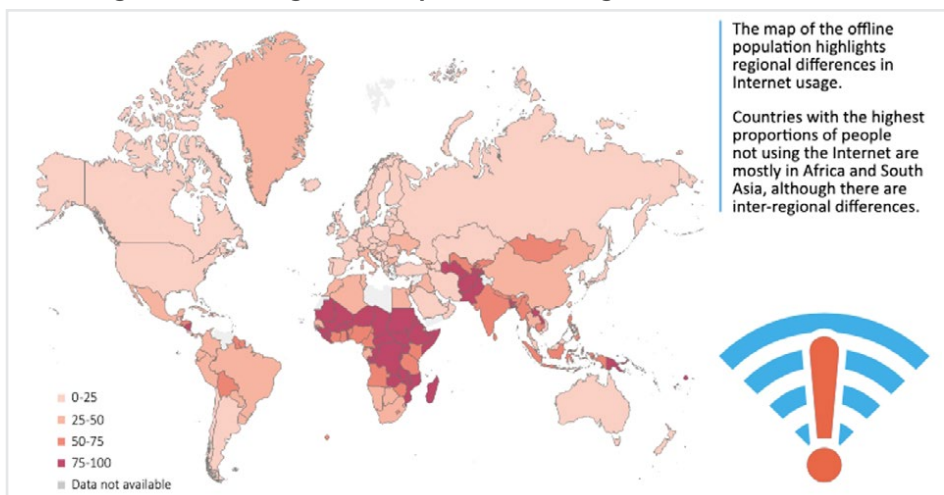 The map of the offline
population highlights
regional differences in
Internet usage.
Countries with the highest
proportions of people
not using the Internet are
mostly in Africa and South
Asia, although there are
inter-regional differences.
0-25
25-50
50-75
75-100
Data not available